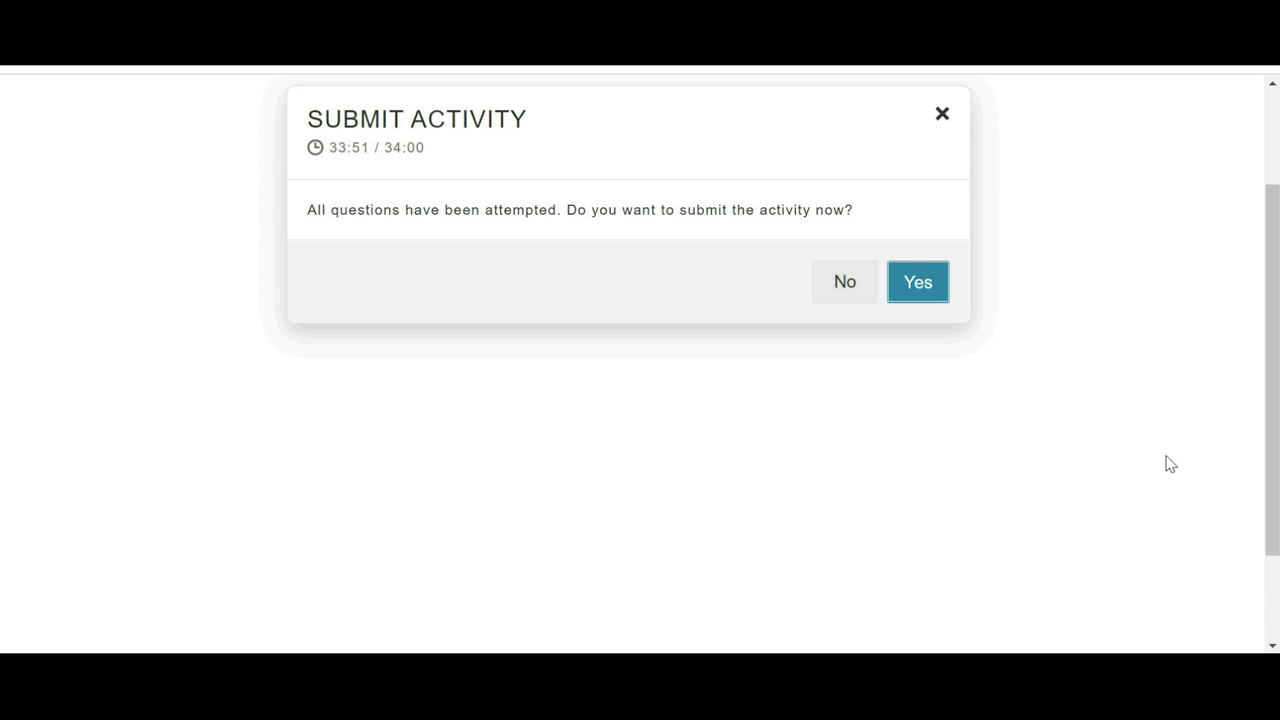 SUBMIT ACTIVITY
33:51 / 34:00
All questions have been attempted. Do you want to submit the activity now?
No
Yes